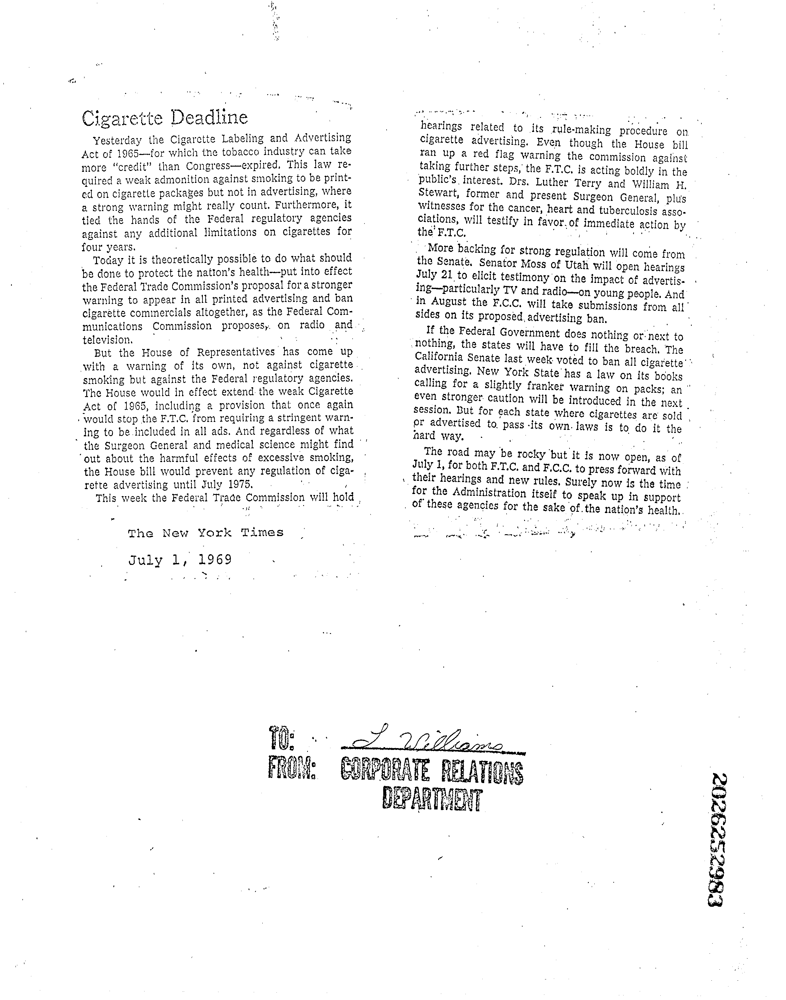 Cigarette Deadline
Yesterday the Cigarette Labeling and Advertising
Act of 1965—for which the tobacco industry can take
more "credit" than Congress—expired. This law re-
quired a weak admonition against smoking to be print-
ed on cigarette packages but not in advertising, where
a strong warning might really count. Furthermore, it
tied the hands of the Federal regulatory agencies
against any additional limitations on cigarettes for
four years.
Today it is theoretically possible to do what should
be done to protect the nation's health—put into effect
the Federal Trade Commission's proposal for a stronger
warning to appear in all printed advertising and ban
cigarette commercials altogether, as the Federal Com-
munications Commission proposes, on radio and
television.
But the House of Representatives has come up
with a warning of its own, not against cigarette
smoking but against the Federal regulatory agencies.
The House would in effect extend the weak Cigarette
Act of 1965, including a provision that once again
would stop the F.T.C. from requiring a stringent warn-
ing to be included in all ads. And regardless of what
the Surgeon General and medical science might find
out about the harmful effects of excessive smoking,
the House bill would prevent any regulation of ciga-
rette advertising until July 1975.
This week the Federal Trade Commission will hold
The New York Times
July 1, 1969
hearings related to its rule-making procedure on
cigarette advertising. Even though the House bill
ran up a red flag warning the commission against
taking further steps, the F.T.C. is acting boldly in the
public's interest. Drs. Luther Terry and William H.
Stewart, former and present Surgeon General, plus
witnesses for the cancer, heart and tuberculosis asso-
ciations, will testify in favor of immediate action by
the F.T.C.
More backing for strong regulation will come from
the Senate. Senator Moss of Utah will open hearings
July 21 to elicit testimony on the impact of advertis-
ing—particularly TV and radio—on young people. And
in August the F.C.C. will take submissions from all
sides on its proposed advertising ban.
If the Federal Government does nothing or next to
nothing, the states will have to fill the breach. The
California Senate last week voted to ban all cigarette
advertising. New York State has a law on its books
calling for a slightly franker warning on packs; an
even stronger caution will be introduced in the next
session. But for each state where cigarettes are sold
or advertised to pass its own laws is to do it the
hard way.
The road may be rocky but it is now open, as of
July 1, for both F.T.C. and F.C.C. to press forward with
their hearings and new rules. Surely now is the time
for the Administration itself to speak up in support
of these agencies for the sake of the nation's health.
TO: J Williams
FROM: CORPORATE RELATIONS
DEPARTMENT
2026252983